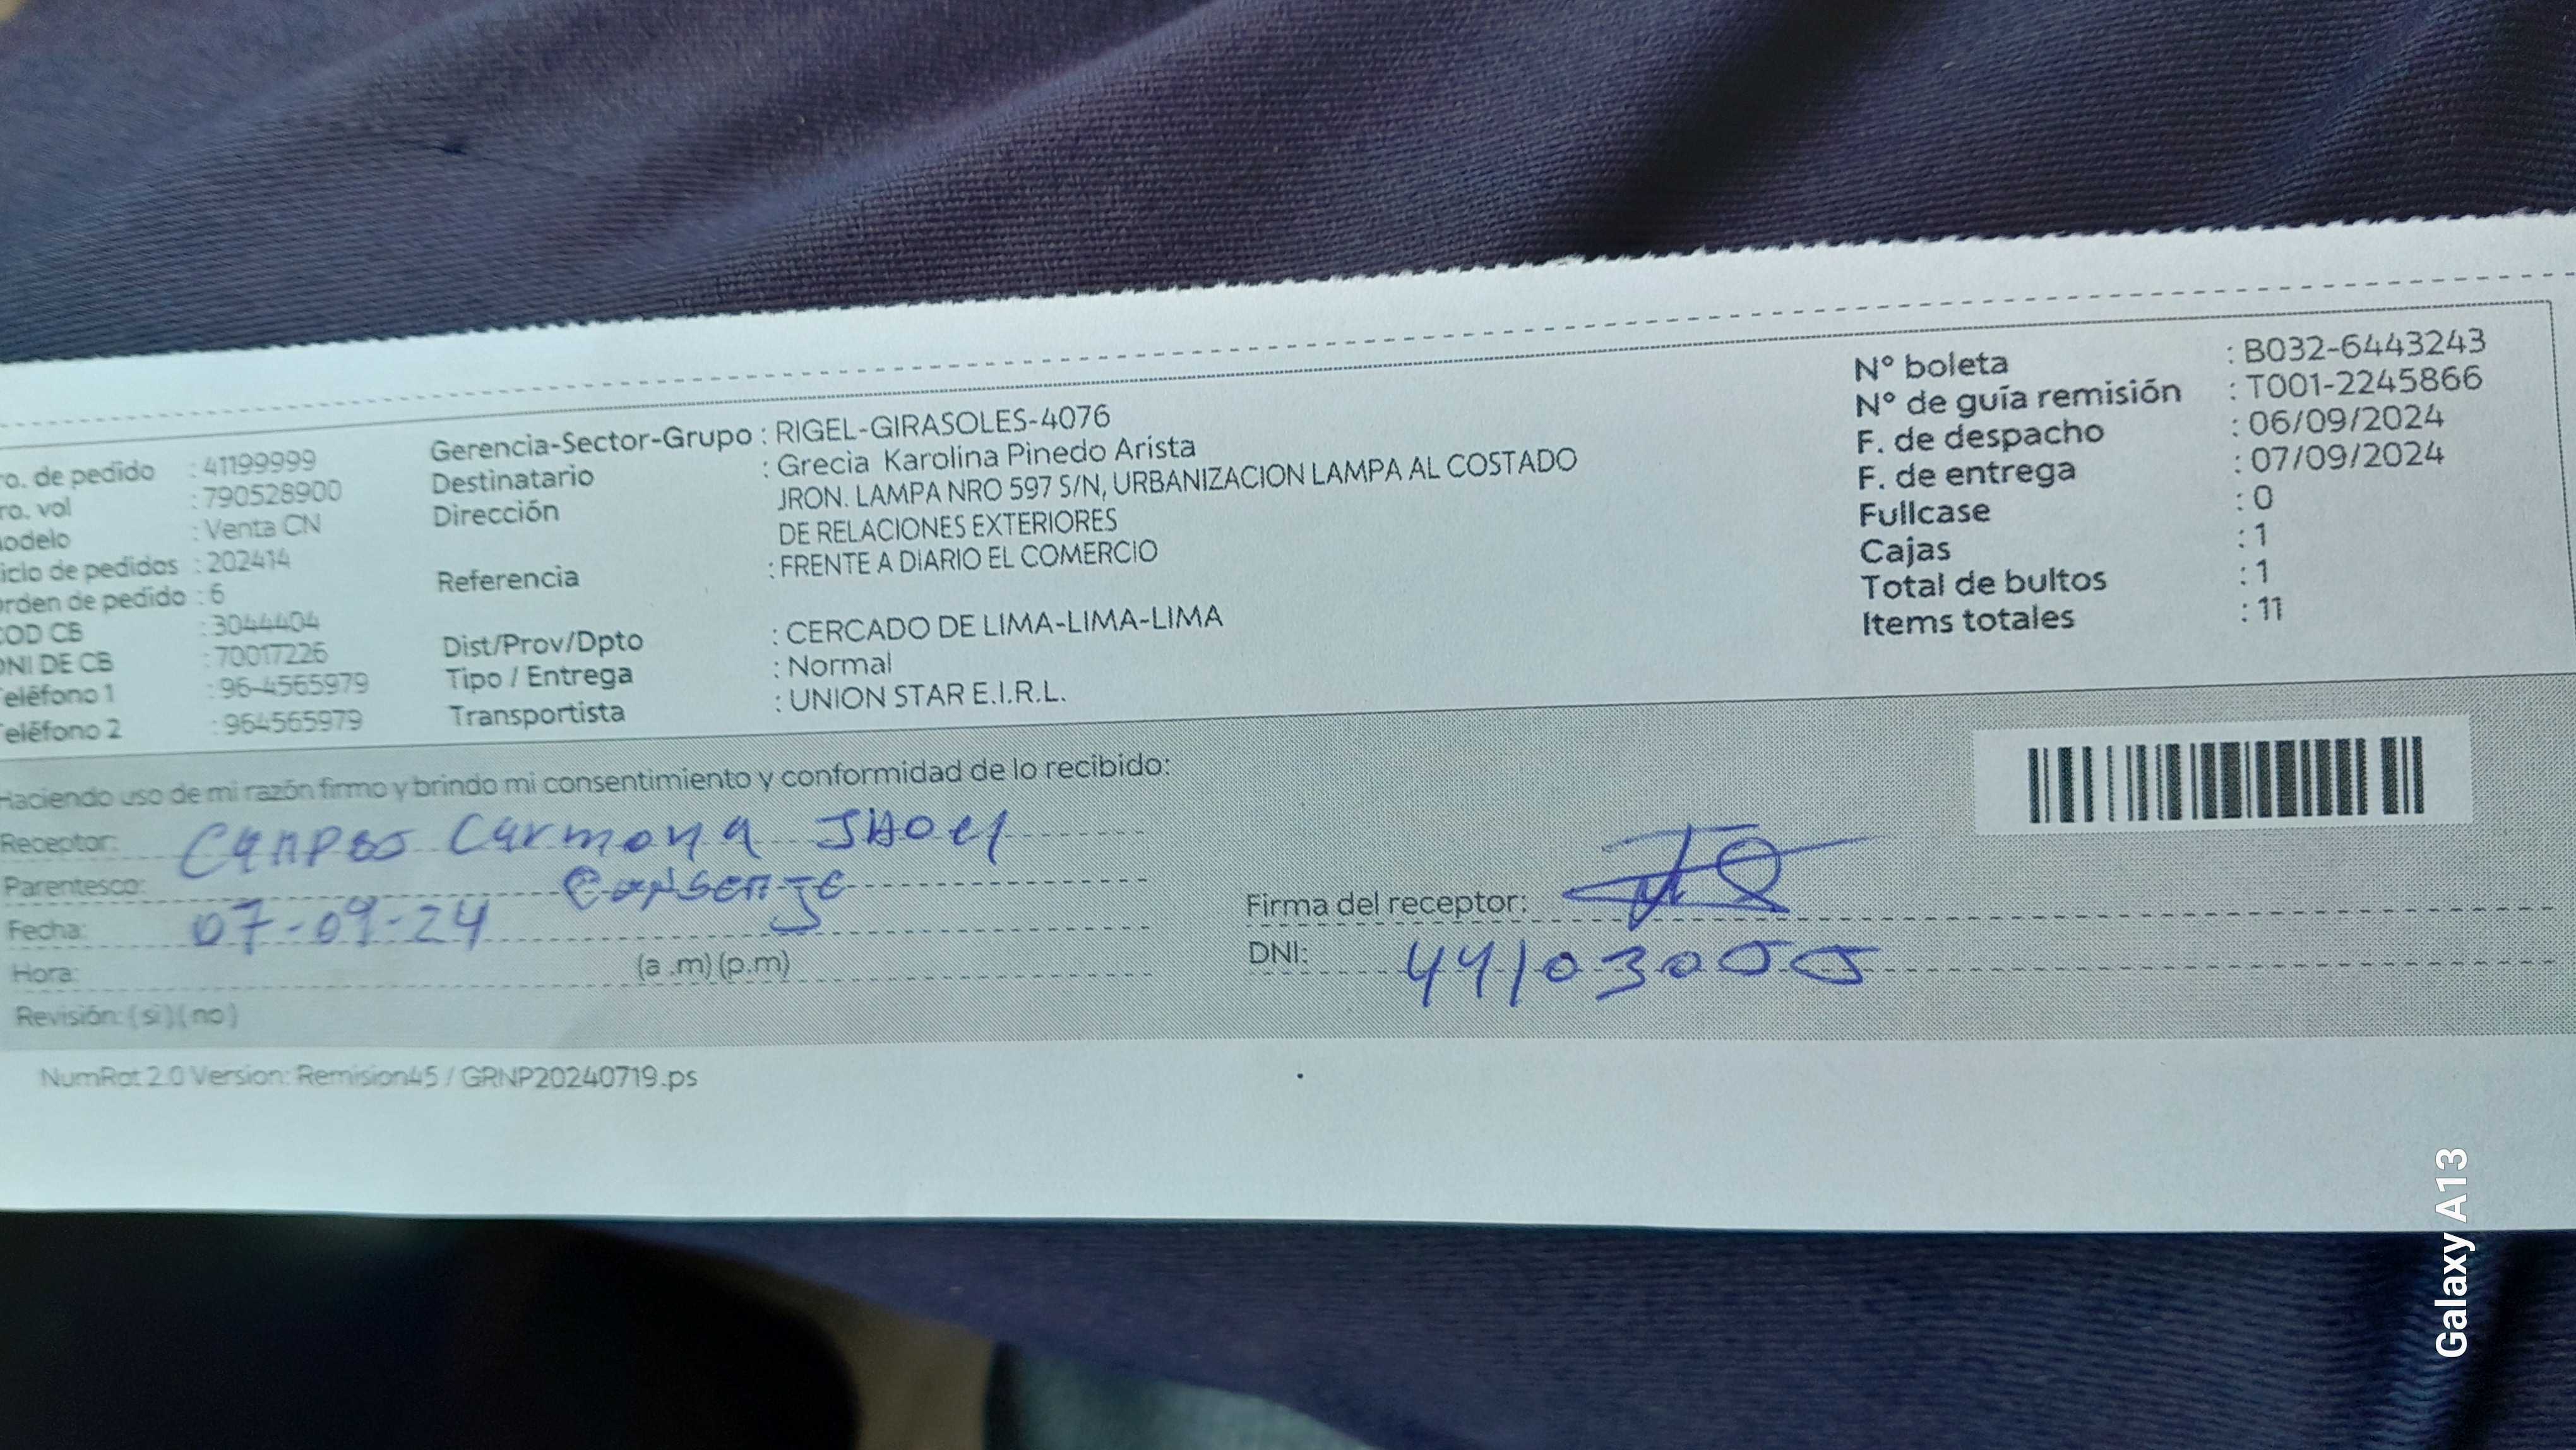 ro. de pedido : 41199999
ro. vol : 790528900
odelo : Venta CN
iclo de pedidos : 202414
rden de pedido : 6
OD CB : 3044404
NI DE CB : 70017226
eléfono 1 : 96-4565979
eléfono 2 : 964565979
Gerencia-Sector-Grupo : RIGEL-GIRASOLES-4076
Destinatario : Grecia Karolina Pinedo Arista
Dirección JRON. LAMPA NRO 597 S/N, URBANIZACION LAMPA AL COSTADO
DE RELACIONES EXTERIORES
Referencia : FRENTE A DIARIO EL COMERCIO
Dist/Prov/Dpto : CERCADO DE LIMA-LIMA-LIMA
Tipo / Entrega : Normal
Transportista : UNION STAR E.I.R.L.
N° boleta : B032-6443243
N° de guía remisión : T001-2245866
F. de despacho : 06/09/2024
F. de entrega : 07/09/2024
Fullcase : 0
Cajas : 1
Total de bultos : 1
Items totales : 11
Haciendo uso de mi razón firmo y brindo mi consentimiento y conformidad de lo recibido:
Receptor: Campos Carmona
Parentesco: Conserje
Fecha: 07-09-24
Hora: (a .m) (p.m)
Revisión: ( si ) ( no )
Firma del receptor:
DNI: 44103055
NumRot 2.0 Version: Remision45 / GRNP20240719.ps
Galaxy A13